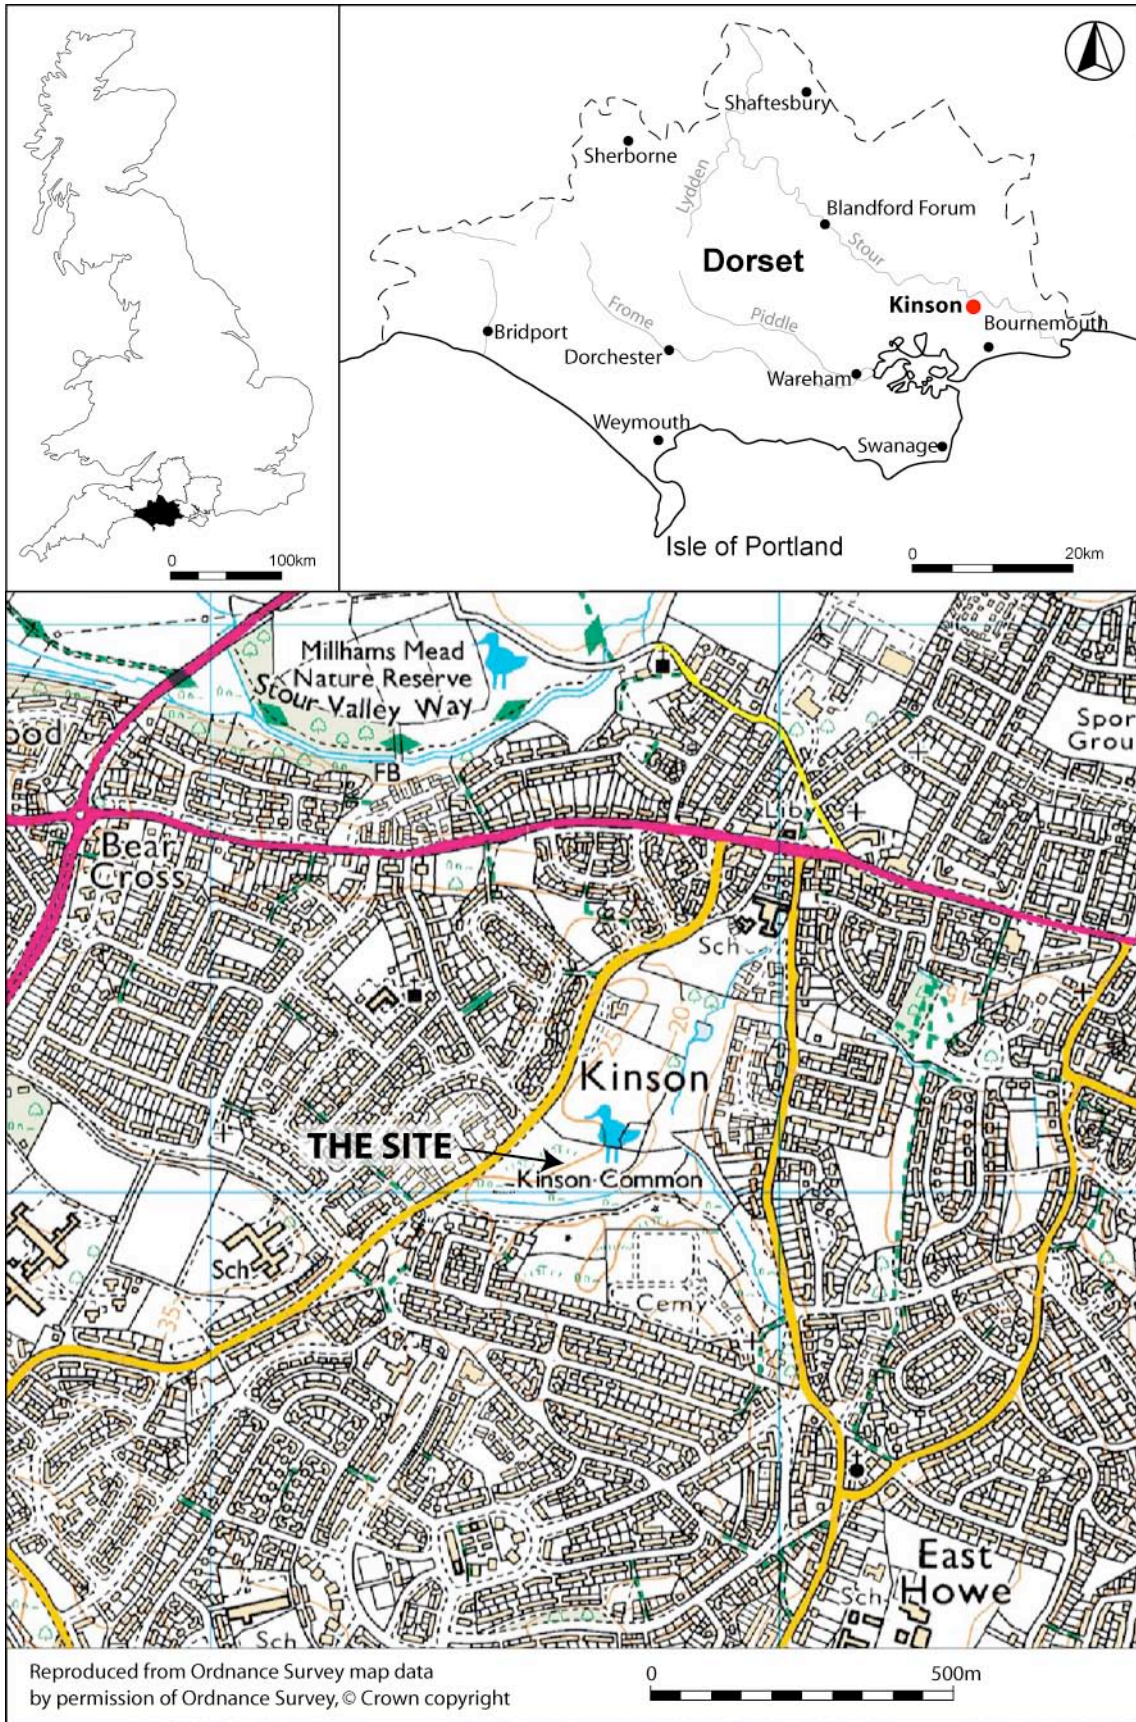 0
100km
Shaftesbury
Sherborne
Lydden
Blandford Forum
Stour
Dorset
Kinson
Bournemouth
Piddle
Frome
Bridport
Dorchester
Wareham
Weymouth
Swanage
Isle of Portland
0
20km
Millhams Mead
Nature Reserve
Stour Valley Way
ood
Spor
Grou
FB
Bear
Cross
Sch
15
20
25
Kinson
THE SITE
Kinson Common
Sch
Cemy
35
East
Howe
Sch
Sch
Reproduced from Ordnance Survey map data
by permission of Ordnance Survey, © Crown copyright
0
500m